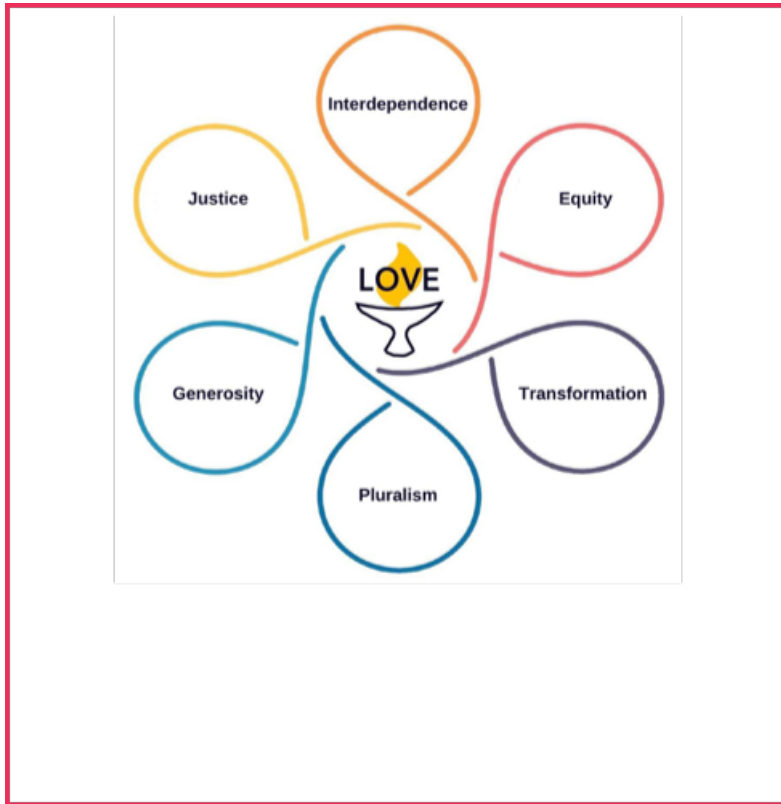 Interdependence
Justice
Equity
LOVE
Generosity
Transformation
Pluralism